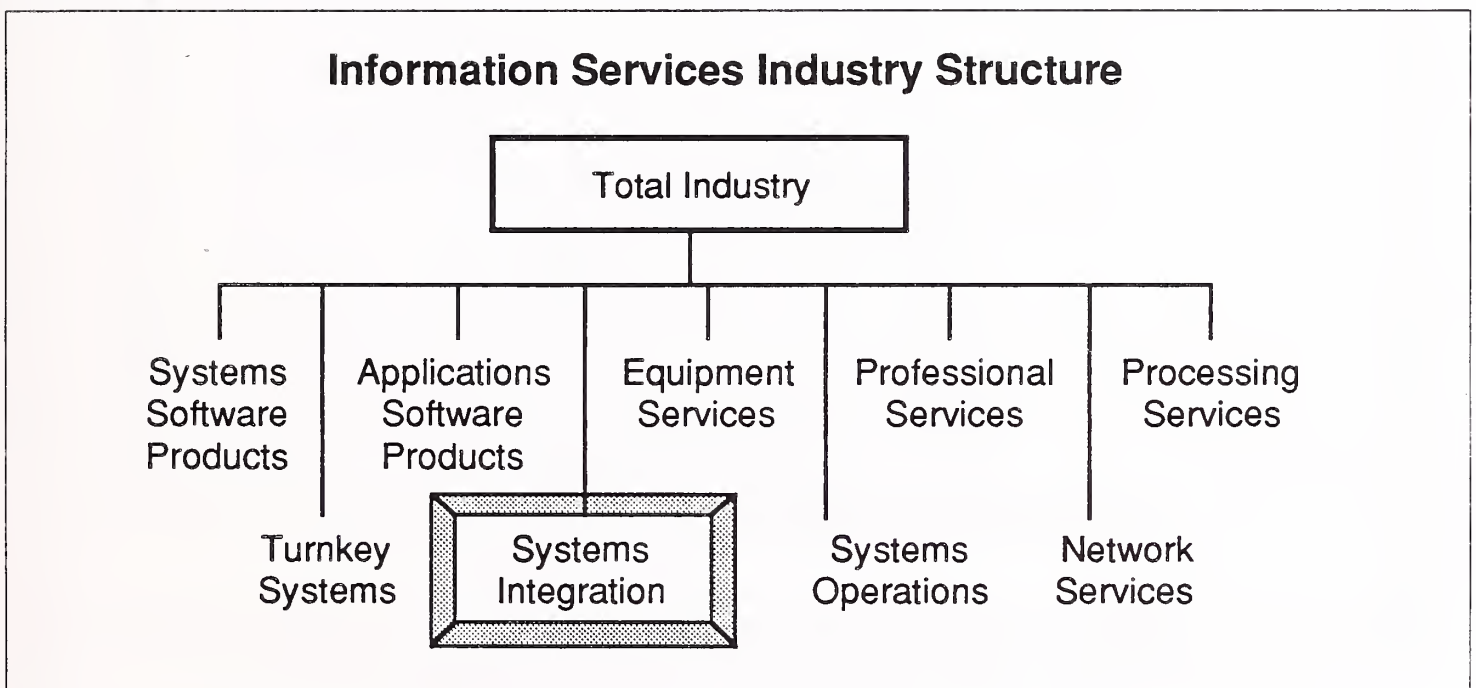 Information Services Industry Structure
Total Industry
Systems
Software
Products
Applications
Software
Products
Equipment
Services
Professional
Services
Processing
Services
Turnkey
Systems
Systems
Integration
Systems
Operations
Network
Services